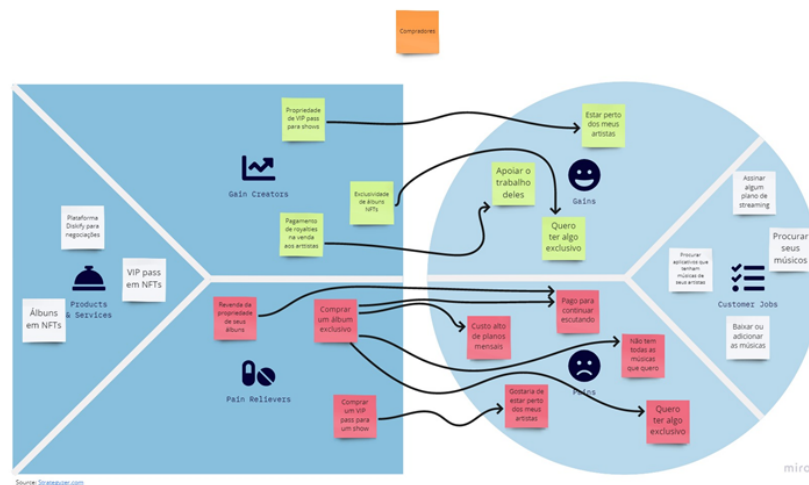 Compradores
Propriedade
de VIP pass
para shows
Gain Creators
Exclusividade
de álbuns
NFTs
Pagamento de
royalties na
venda aos
artistas
Plataforma
Diskify para
negociações
VIP pass
em NFTs
Products
& Services
Álbuns
em NFTs
Revenda da
propriedade
de seus
álbuns
Comprar
um álbum
exclusivo
Pain Relievers
Comprar
um VIP
pass para
um show
Estar perto
dos meus
artistas
Gains
Apoiar o
trabalho
deles
Quero
ter algo
exclusivo
Pago para
continuar
escutando
Custo alto
de planos
mensais
Não tem
todas as
músicas
que quero
Pains
Gostaria de
estar perto
dos meus
artistas
Quero
ter algo
exclusivo
Assinar
algum
plano de
streaming
Procurar
seus
músicos
Procurar
aplicativos que
tenham
músicas de seus
artistas
Customer Jobs
Baixar ou
adicionar
as músicas
miro
Source: Strategyzer.com